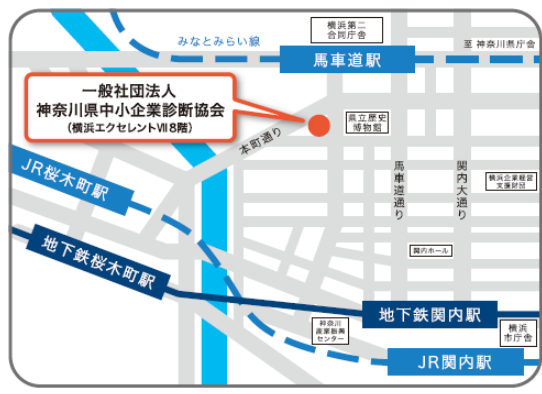 横浜第二
合同庁舎
みなとみらい線
馬車道駅
至 神奈川県庁舎
一般社団法人
神奈川県中小企業診断協会
(横浜エクセレントⅦ 8階)
県立歴史
博物館
本町通り
JR桜木町駅
馬車道通り
関内大通り
横浜企業経営
支援財団
地下鉄桜木町駅
関内ホール
地下鉄関内駅
神奈川
産業振興
センター
横浜
市庁舎
JR関内駅